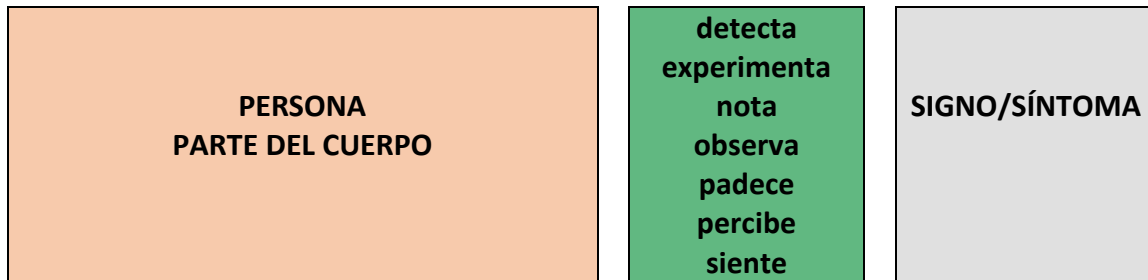 PERSONA
PARTE DEL CUERPO
detecta
experimenta
nota
observa
padece
percibe
siente
SIGNO/SÍNTOMA